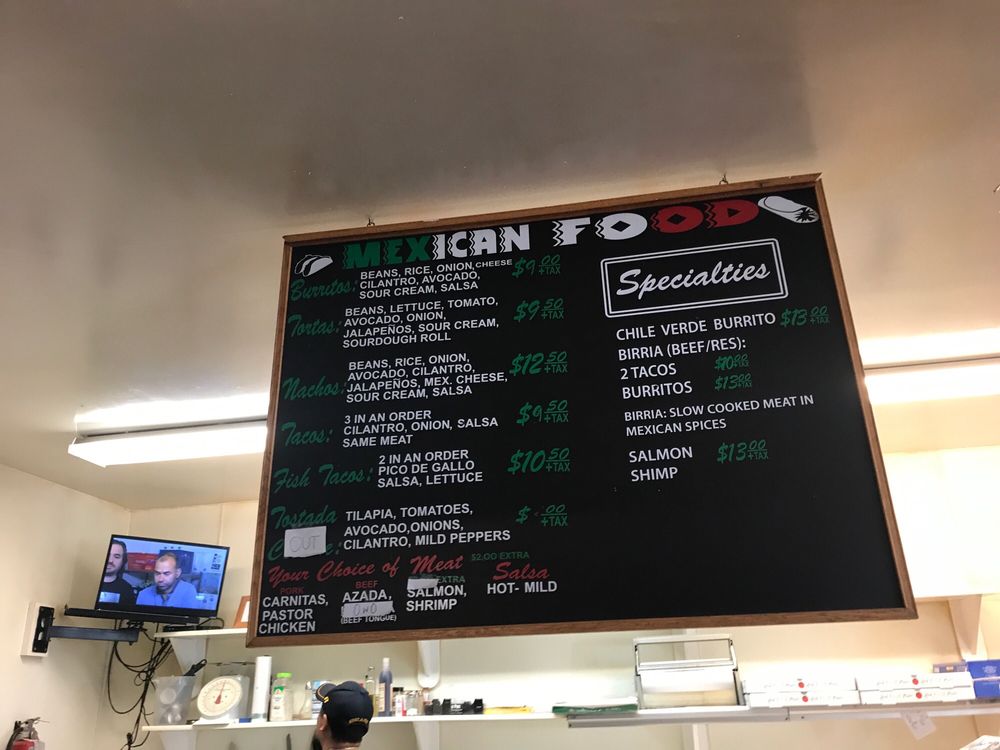 MEXICAN FOOD
Burritos: BEANS, RICE, ONION, CHEESE $9.00
CILANTRO, AVOCADO, +TAX
SOUR CREAM, SALSA
Tortas: BEANS, LETTUCE, TOMATO, $9.50
AVOCADO, ONION, +TAX
JALAPEÑOS, SOUR CREAM,
SOURDOUGH ROLL
Nachos: BEANS, RICE, ONION, $12.50
AVOCADO, CILANTRO, +TAX
JALAPEÑOS, MEX. CHEESE,
SOUR CREAM, SALSA
Tacos: 3 IN AN ORDER $9.50
CILANTRO, ONION, SALSA +TAX
SAME MEAT
Fish Tacos: 2 IN AN ORDER $10.50
PICO DE GALLO +TAX
SALSA, LETTUCE
Tostada TILAPIA, TOMATOES, $ .00
OUT AVOCADO,ONIONS, +TAX
CILANTRO, MILD PEPPERS
Your Choice of Meat $2.00 EXTRA
PORK
CARNITAS,
PASTOR
CHICKEN
BEEF
AZADA,
(BEEF TONGUE)
EXTRA
SALMON,
SHRIMP
Salsa
HOT- MILD
Specialties
CHILE VERDE BURRITO $13.00 +TAX
BIRRIA (BEEF/RES):
2 TACOS $10.00 +TAX
BURRITOS $13.00 +TAX
BIRRIA: SLOW COOKED MEAT IN
MEXICAN SPICES
SALMON $13.00 +TAX
SHIMP